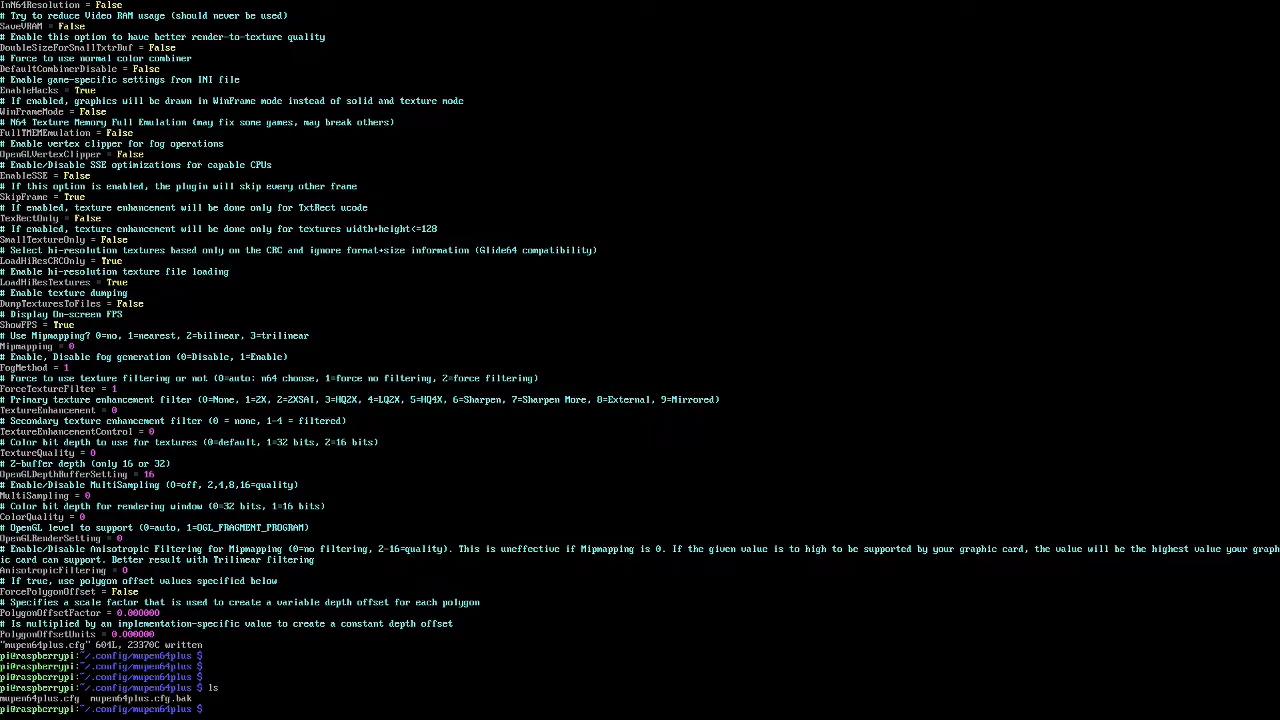 InN64Resolution = False
# Try to reduce Video RAM usage (should never be used)
SaveVRAM = False
# Enable this option to have better render-to-texture quality
DoubleSizeForSmallTxtrBuf = False
# Force to use normal color combiner
DefaultCombinerDisable = False
# Enable game-specific settings from INI file
EnableHacks = True
# If enabled, graphics will be drawn in WinFrame mode instead of solid and texture mode
WinFrameMode = False
# N64 Texture Memory Full Emulation (may fix some games, may break others)
FullTMEMEmulation = False
# Enable vertex clipper for fog operations
OpenGLVertexClipper = False
# Enable/Disable SSE optimizations for capable CPUs
EnableSSE = False
# If this option is enabled, the plugin will skip every other frame
SkipFrame = True
# If enabled, texture enhancement will be done only for TxtRect ucode
TexRectOnly = False
# If enabled, texture enhancement will be done only for textures width+height<=128
SmallTextureOnly = False
# Select hi-resolution textures based only on the CRC and ignore format+size information (Glide64 compatibility)
LoadHiResCRCOnly = True
# Enable hi-resolution texture file loading
LoadHiResTextures = True
# Enable texture dumping
DumpTexturesToFiles = False
# Display On-screen FPS
ShowFPS = True
# Use Mipmapping? 0=no, 1=nearest, 2=bilinear, 3=trilinear
Mipmapping = 0
# Enable, Disable fog generation (0=Disable, 1=Enable)
FogMethod = 1
# Force to use texture filtering or not (0=auto: n64 choose, 1=force no filtering, 2=force filtering)
ForceTextureFilter = 1
# Primary texture enhancement filter (0=None, 1=2X, 2=2XSAI, 3=HQ2X, 4=LQ2X, 5=HQ4X, 6=Sharpen, 7=Sharpen More, 8=External, 9=Mirrored)
TextureEnhancement = 0
# Secondary texture enhancement filter (0 = none, 1-4 = filtered)
TextureEnhancementControl = 0
# Color bit depth to use for textures (0=default, 1=32 bits, 2=16 bits)
TextureQuality = 0
# Z-buffer depth (only 16 or 32)
OpenGLDepthBufferSetting = 16
# Enable/Disable MultiSampling (0=off, 2,4,8,16=quality)
MultiSampling = 0
# Color bit depth for rendering window (0=32 bits, 1=16 bits)
ColorQuality = 0
# OpenGL level to support (0=auto, 1=OGL_FRAGMENT_PROGRAM)
OpenGLRenderSetting = 0
# Enable/Disable Anisotropic Filtering for Mipmapping (0=no filtering, 2-16=quality). This is uneffective if Mipmapping is 0. If the given value is to high to be supported by your graphic card, the value will be the highest value your graph
ic card can support. Better result with Trilinear filtering
AnisotropicFiltering = 0
# If true, use polygon offset values specified below
ForcePolygonOffset = False
# Specifies a scale factor that is used to create a variable depth offset for each polygon
PolygonOffsetFactor = 0.000000
# Is multiplied by an implementation-specific value to create a constant depth offset
PolygonOffsetUnits = 0.000000
"mupen64plus.cfg" 604L, 23370C written
pi@raspberrypi:~/.config/mupen64plus $
pi@raspberrypi:~/.config/mupen64plus $
pi@raspberrypi:~/.config/mupen64plus $
pi@raspberrypi:~/.config/mupen64plus $ ls
mupen64plus.cfg  mupen64plus.cfg.bak
pi@raspberrypi:~/.config/mupen64plus $